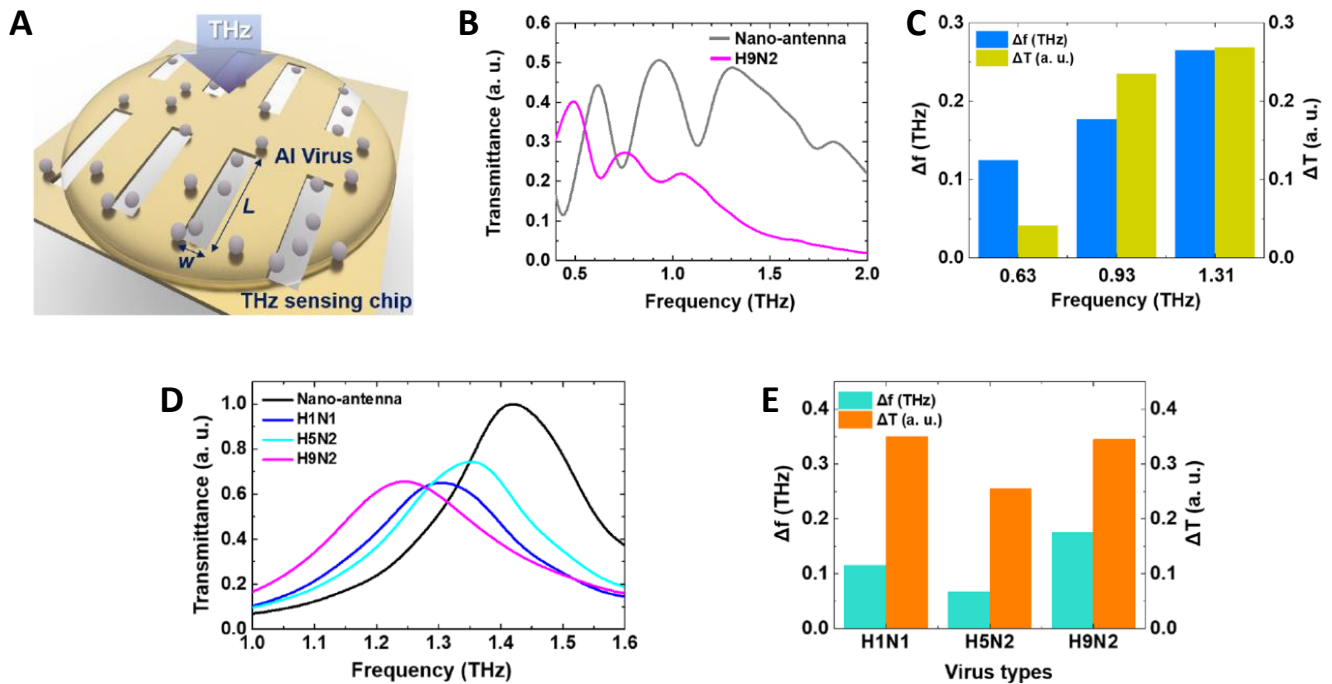 A
THz
AI Virus
L
w
THz sensing chip
B
Transmittance (a. u.)
0.6
0.5
0.4
0.3
0.2
0.1
0.0
Nano-antenna
H9N2
0.5 1.0 1.5 2.0
Frequency (THz)
C
Δf (THz)
0.3
0.2
0.1
0.0
Δf (THz)
ΔT (a. u.)
0.3
0.2
0.1
0.0
ΔT (a. u.)
0.63 0.93 1.31
Frequency (THz)
D
Transmittance (a. u.)
1.0
0.8
0.6
0.4
0.2
0.0
Nano-antenna
H1N1
H5N2
H9N2
1.0 1.1 1.2 1.3 1.4 1.5 1.6
Frequency (THz)
E
Δf (THz)
0.4
0.3
0.2
0.1
0.0
Δf (THz)
ΔT (a. u.)
0.4
0.3
0.2
0.1
0.0
ΔT (a. u.)
H1N1 H5N2 H9N2
Virus types